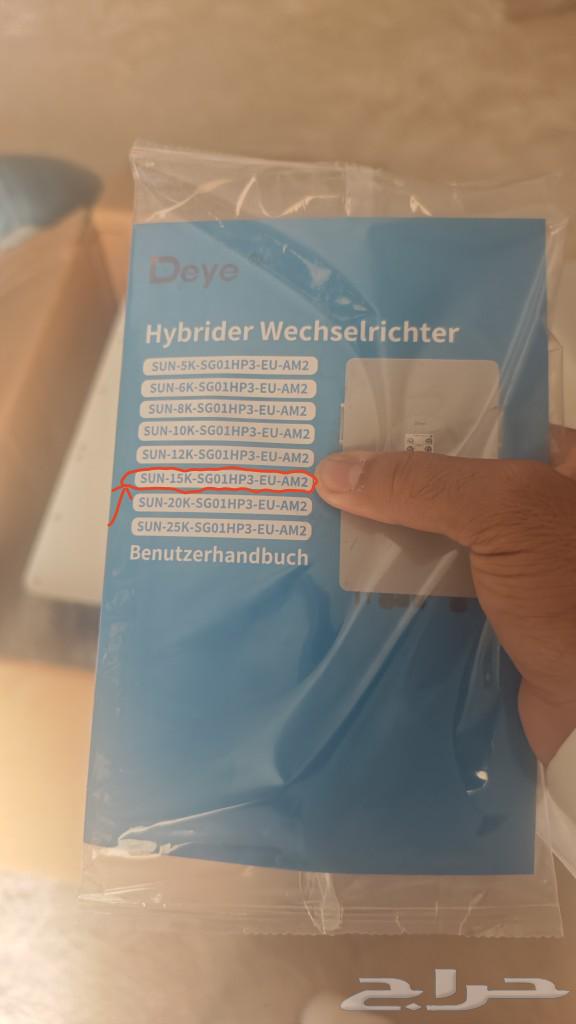 Deye
Hybrider Wechselrichter
SUN-5K-SG01HP3-EU-AM2
SUN-6K-SG01HP3-EU-AM2
SUN-8K-SG01HP3-EU-AM2
SUN-10K-SG01HP3-EU-AM2
SUN-12K-SG01HP3-EU-AM2
SUN-15K-SG01HP3-EU-AM2
SUN-20K-SG01HP3-EU-AM2
SUN-25K-SG01HP3-EU-AM2
Benutzerhandbuch
حراج